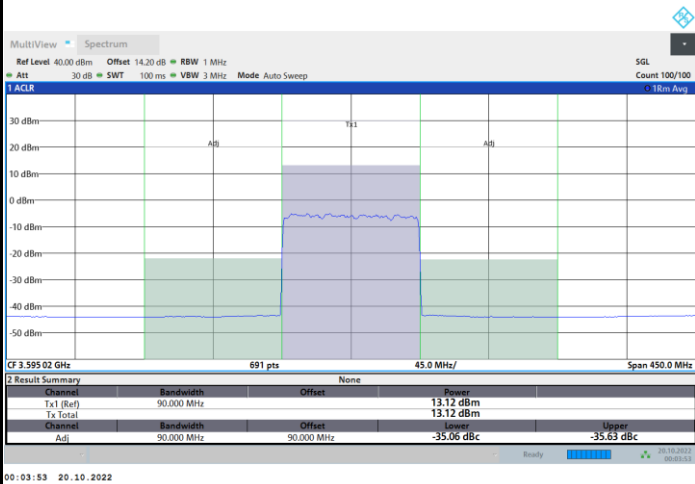 MultiView Spectrum
Ref Level 40.00 dBm Offset 14.20 dB RBW 1 MHz SGL
Att 30 dB SWT 100 ms VBW 3 MHz Mode Auto Sweep Count 100/100
1 ACLR 1Rm Avg
30 dBm
Tx1
20 dBm
Adj Adj
10 dBm
0 dBm
-10 dBm
-20 dBm
-30 dBm
-40 dBm
-50 dBm
CF 3.595 02 GHz 691 pts 45.0 MHz/ Span 450.0 MHz
2 Result Summary None
Channel Bandwidth Offset Power
Tx1 (Ref) 90.000 MHz 13.12 dBm
Tx Total 13.12 dBm
Channel Bandwidth Offset Lower Upper
Adj 90.000 MHz 90.000 MHz -35.06 dBc -35.63 dBc
Ready 20.10.2022
00:03:53
00:03:53 20.10.2022